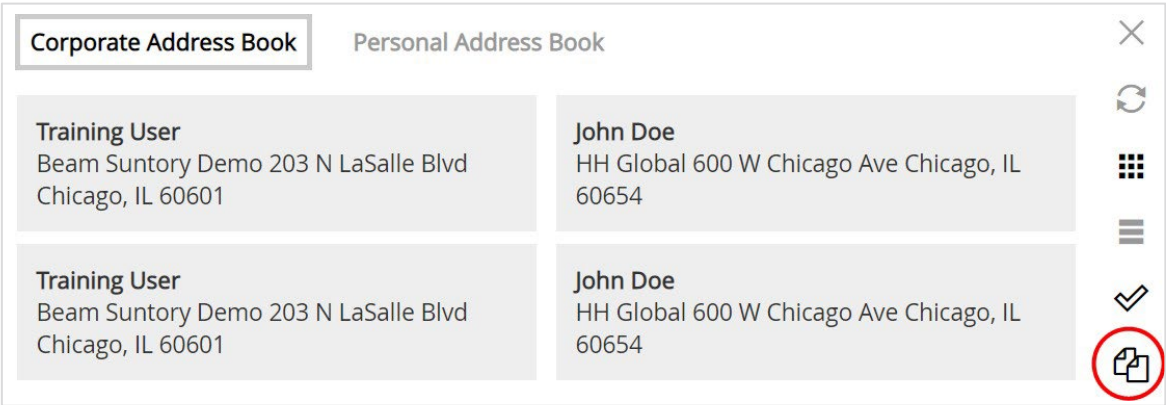 Corporate Address Book
Personal Address Book
Training User
Beam Suntory Demo 203 N LaSalle Blvd
Chicago, IL 60601
John Doe
HH Global 600 W Chicago Ave Chicago, IL
60654
Training User
Beam Suntory Demo 203 N LaSalle Blvd
Chicago, IL 60601
John Doe
HH Global 600 W Chicago Ave Chicago, IL
60654